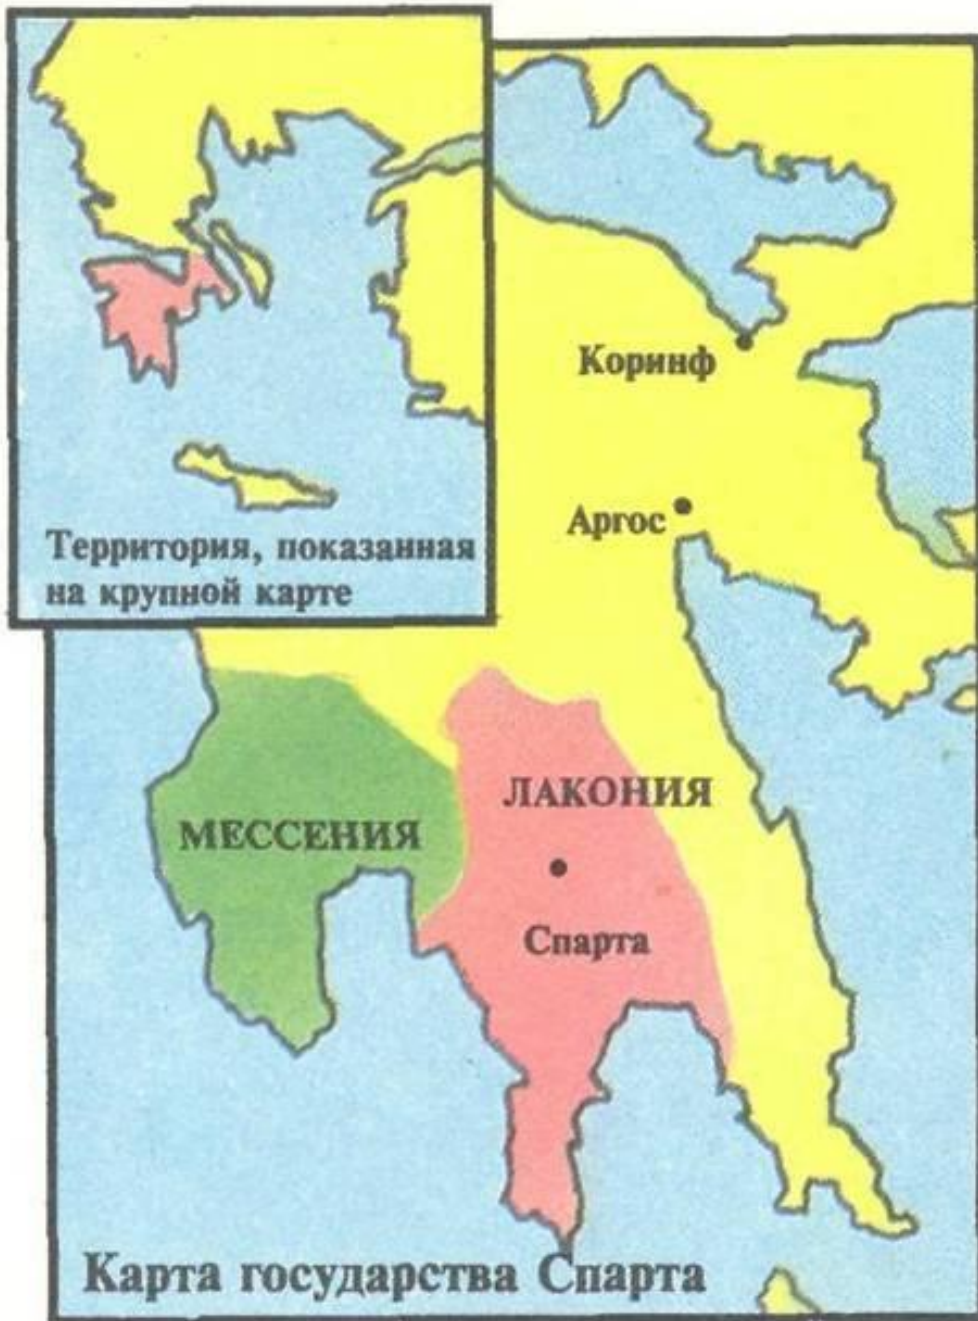 Территория, показанная
на крупной карте
Коринф
Аргос
ЛАКОНИЯ
МЕССЕНИЯ
Спарта
Карта государства Спарта